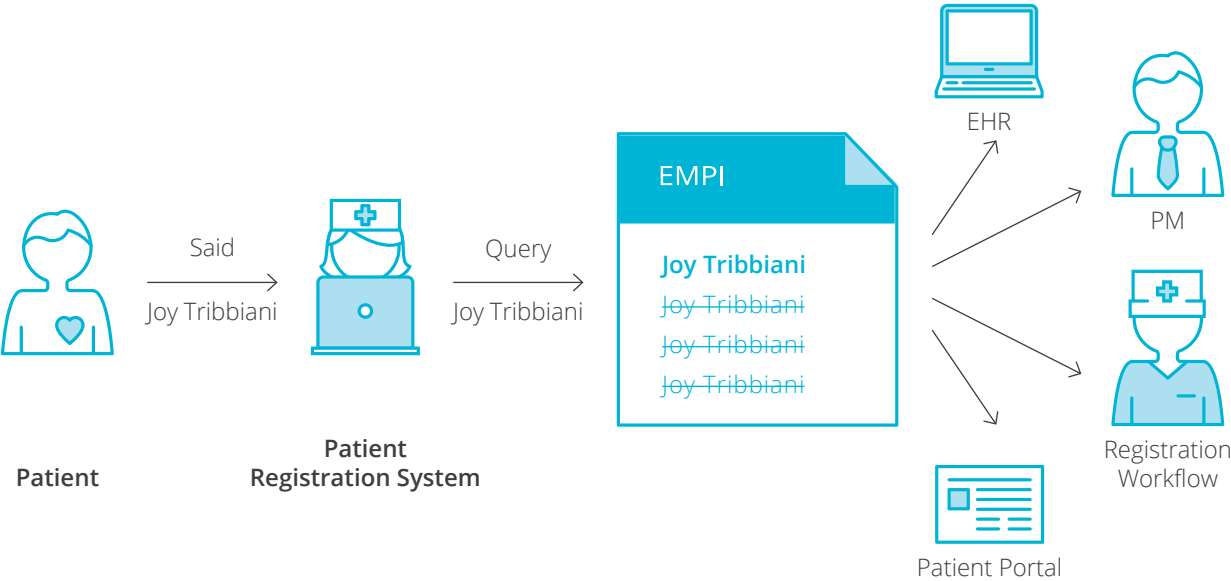 Said
Joy Tribbiani
Patient
Query
Joy Tribbiani
Patient
Registration System
EMPI
Joy Tribbiani
Joy Tribbiani
Joy Tribbiani
Joy Tribbiani
EHR
PM
Registration
Workflow
Patient Portal